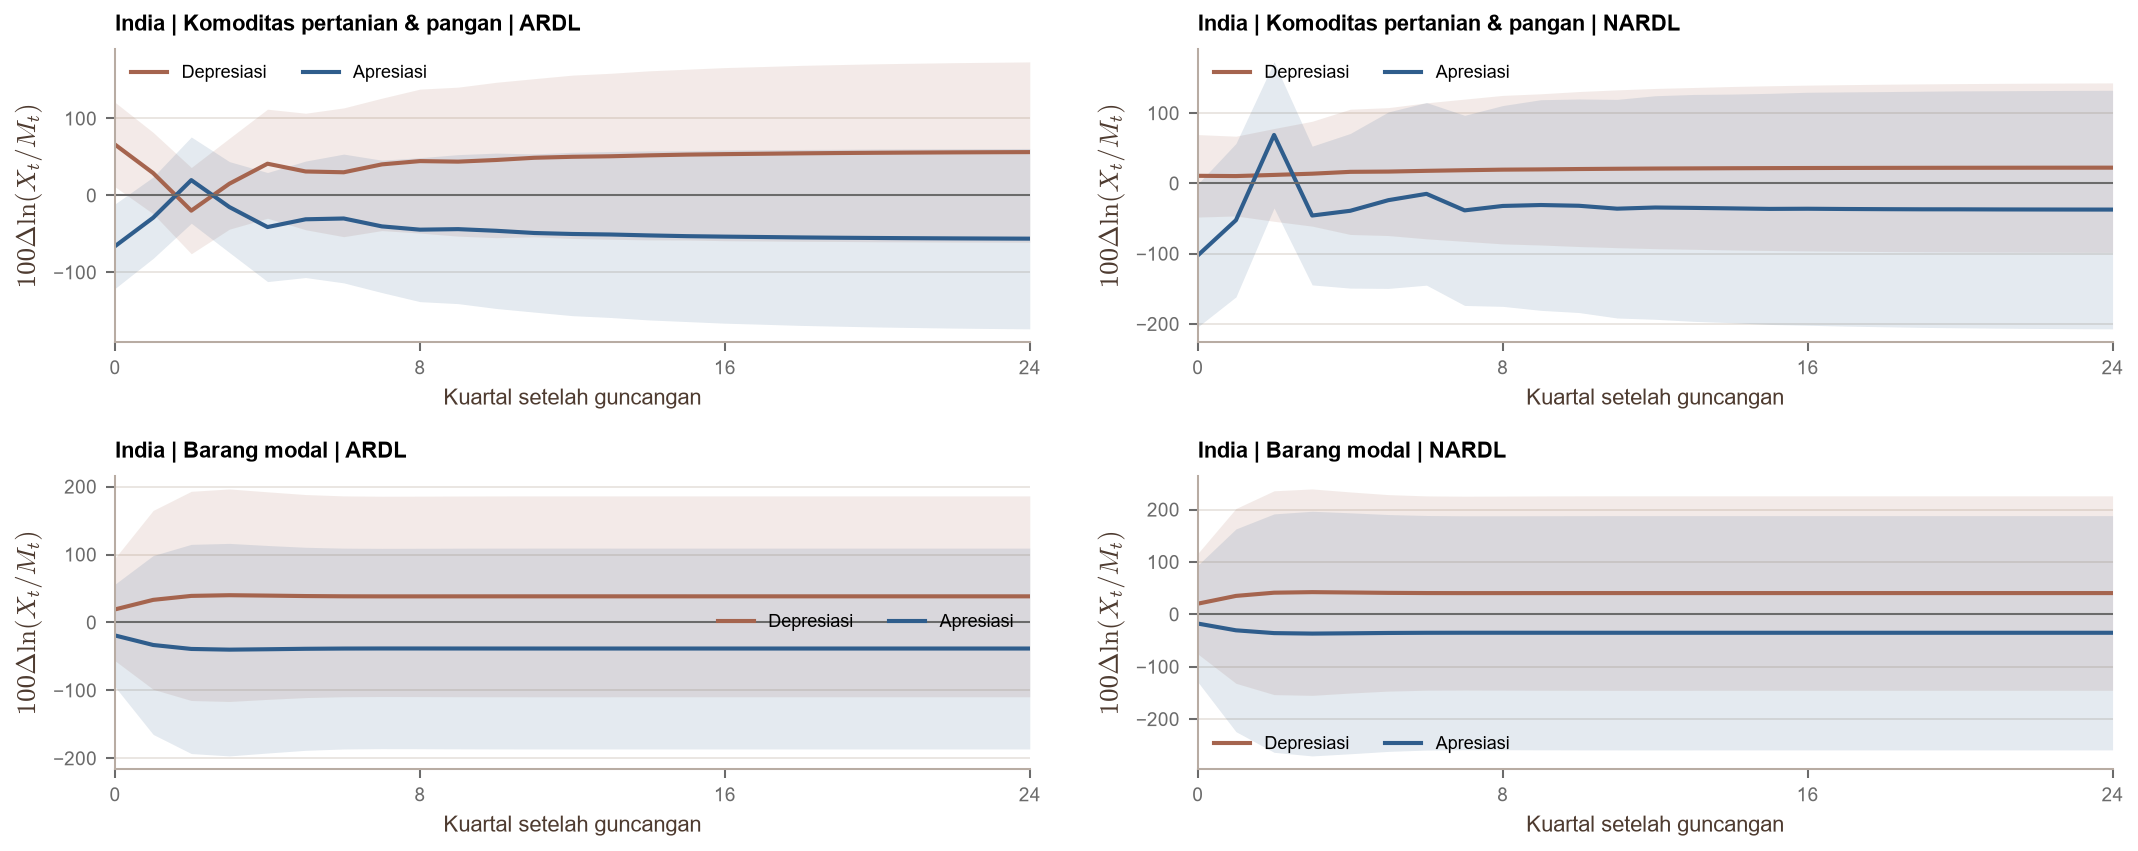 India | Komoditas pertanian & pangan | ARDL
Depresiasi
Apresiasi
100Δln(Xₜ/Mₜ)
100
0
−100
0
8
16
24
Kuartal setelah guncangan
India | Komoditas pertanian & pangan | NARDL
Depresiasi
Apresiasi
100Δln(Xₜ/Mₜ)
100
0
−100
−200
0
8
16
24
Kuartal setelah guncangan
India | Barang modal | ARDL
100Δln(Xₜ/Mₜ)
200
100
0
−100
−200
Depresiasi
Apresiasi
0
8
16
24
Kuartal setelah guncangan
India | Barang modal | NARDL
100Δln(Xₜ/Mₜ)
200
100
0
−100
−200
Depresiasi
Apresiasi
0
8
16
24
Kuartal setelah guncangan